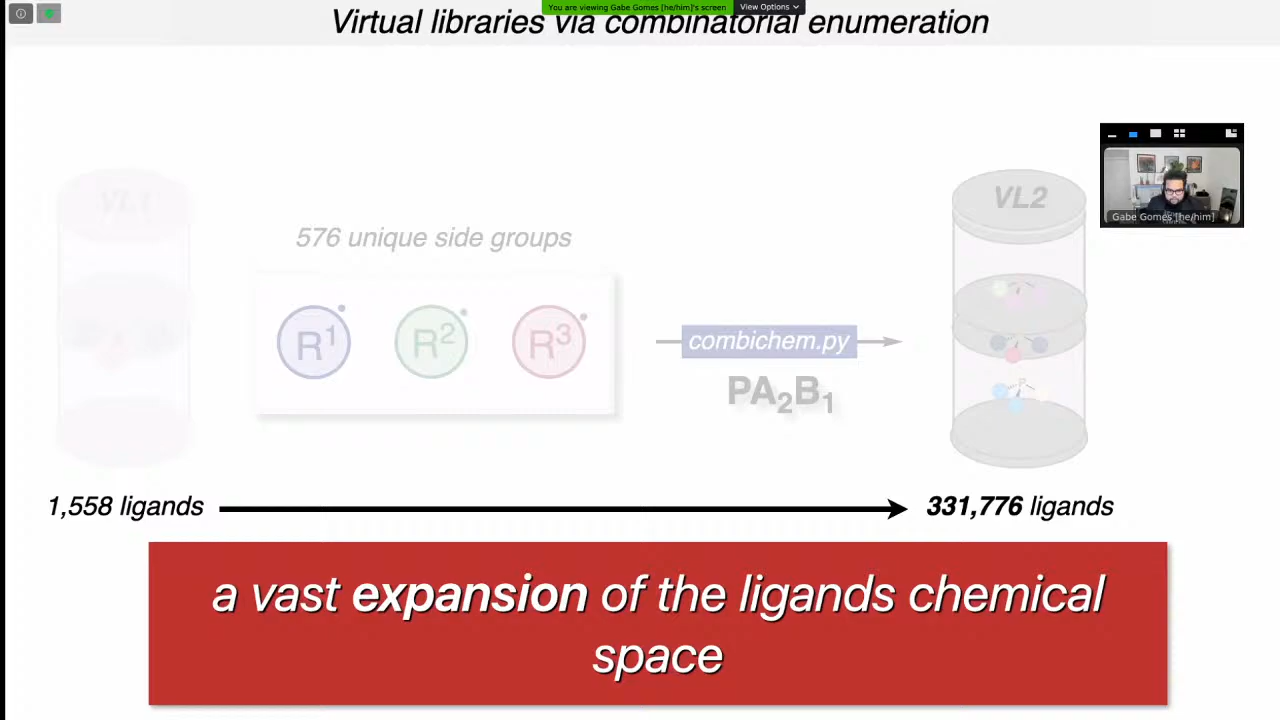 You are viewing Gabe Gomes [he/him]'s screen
View Options
Virtual libraries via combinatorial enumeration
VL1
VL2
Gabe Gomes [he/him]
576 unique side groups
R1
R2
R3
combichem.py
PA2B1
1,558 ligands
331,776 ligands
a vast expansion of the ligands chemical
space